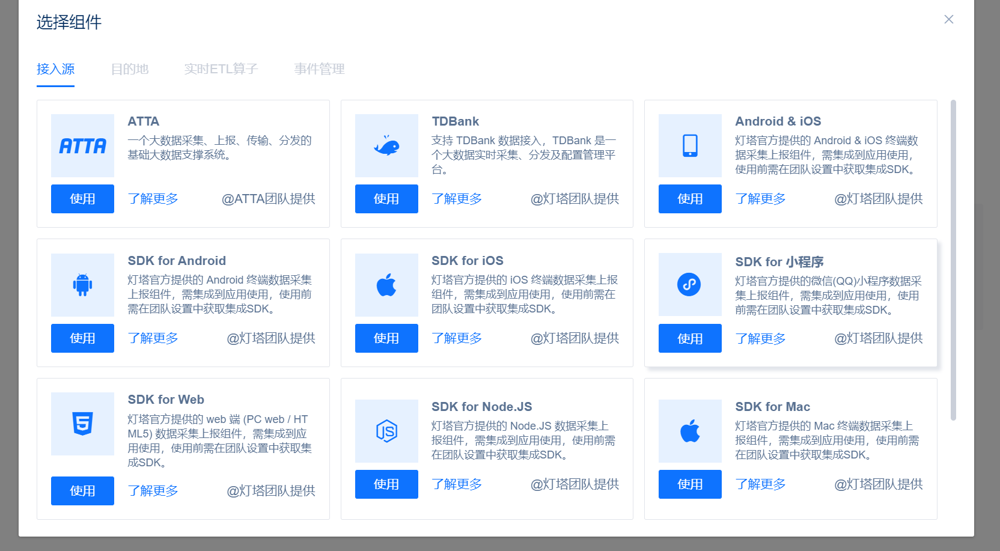 选择组件
接入源
目的地
实时ETL算子
事件管理
ATTA
ATTA
一个大数据采集、上报、传输、分发的
基础大数据支撑系统。
使用
了解更多
@ATTA团队提供
TDBank
支持 TDBank 数据接入，TDBank 是一
个大数据实时采集、分发及配置管理平
台。
使用
了解更多
@灯塔团队提供
Android & iOS
灯塔官方提供的 Android & iOS 终端数
据采集上报组件，需集成到应用使用，
使用前需在团队设置中获取集成SDK。
使用
了解更多
@灯塔团队提供
SDK for Android
灯塔官方提供的 Android 终端数据采集
上报组件，需集成到应用使用，使用前
需在团队设置中获取集成SDK。
使用
了解更多
@灯塔团队提供
SDK for iOS
灯塔官方提供的 iOS 终端数据采集上报
组件，需集成到应用使用，使用前需在
团队设置中获取集成SDK。
使用
了解更多
@灯塔团队提供
SDK for 小程序
灯塔官方提供的微信(QQ)小程序数据采
集上报组件，需集成到应用使用，使用
前需在团队设置中获取集成SDK。
使用
了解更多
@灯塔团队提供
5
SDK for Web
灯塔官方提供的 web 端 (PC web / HT
ML5) 数据采集上报组件，需集成到应
用使用，使用前需在团队设置中获取集
成SDK。
使用
了解更多
@灯塔团队提供
JS
SDK for Node.JS
灯塔官方提供的 Node.JS 数据采集上
报组件，需集成到应用使用，使用前需
在团队设置中获取集成SDK。
使用
了解更多
@灯塔团队提供
SDK for Mac
灯塔官方提供的 Mac 终端数据采集上
报组件，需集成到应用使用，使用前需
在团队设置中获取集成SDK。
使用
了解更多
@灯塔团队提供